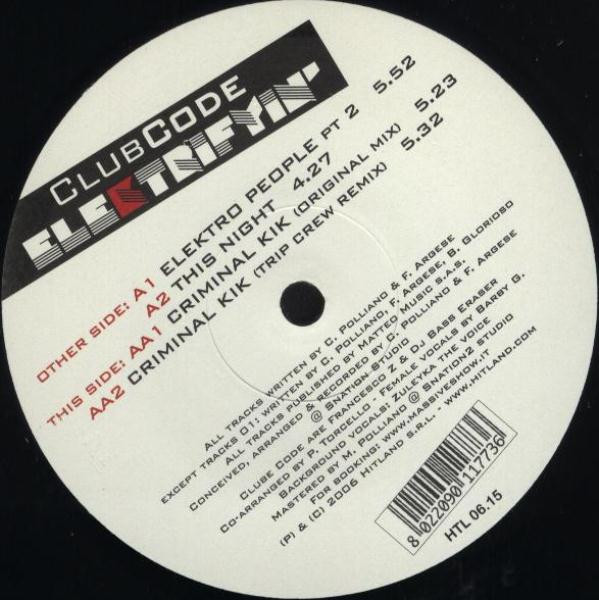 CLUBCODE
ELEKTRIFYIN'
OTHER SIDE: A1 ELEKTRO PEOPLE PT 2 5.52
A2 THIS NIGHT 4.27
THIS SIDE: AA1 CRIMINAL KIK (ORIGINAL MIX) 5.23
AA2 CRIMINAL KIK (TRIP CREW REMIX) 5.32
ALL TRACKS WRITTEN BY C. POLLIANO & F. ARGESE
EXCEPT TRACKS 01: WRITTEN BY C. POLLIANO, F. ARGESE, B. GLORIOSO
ALL TRACKS PUBLISHED BY MATTEO MUSIC S.A.S.
CONCEIVED, ARRANGED & RECORDED BY C. POLLIANO & F. ARGESE
@ SNATION STUDIO
CLUBE CODE ARE FRANCESCO Z & DJ BASS ERASER
CO-ARRANGED BY P. TORCELLO - FEMALE VOCALS BY BARBY G.
BACKGROUND VOCALS: ZULEYKA THE VOICE
MASTERED BY M. POLLIANO @ SNATION2 STUDIO
FOR BOOKING: WWW.MASSIVESHOW.IT
(P) & (C) 2006 HITLAND S.R.L. - WWW.HITLAND.COM
8 022090 117736
HTL 06.15